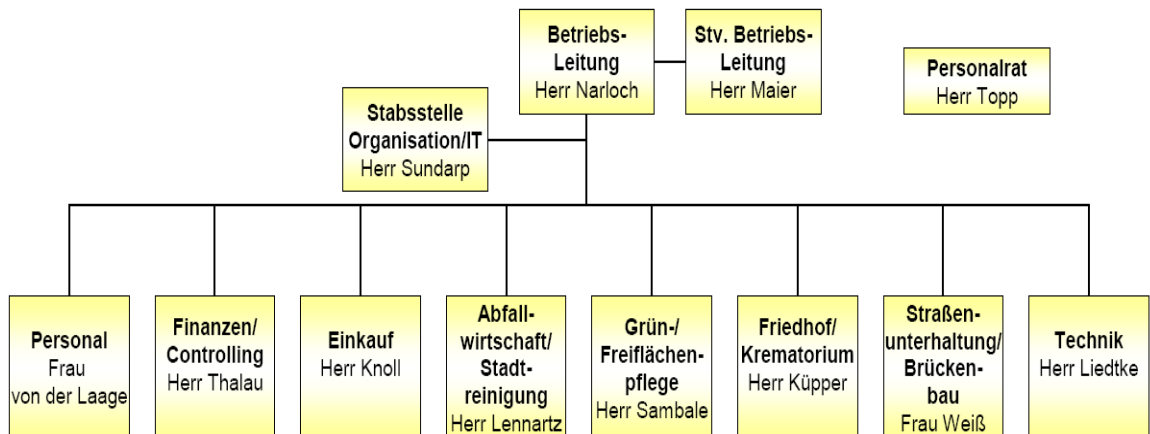 Betriebs-
Leitung
Herr Narloch
Stv. Betriebs-
Leitung
Herr Maier
Personalrat
Herr Topp
Stabsstelle
Organisation/IT
Herr Sundarp
Personal
Frau
von der Laage
Finanzen/
Controlling
Herr Thalau
Einkauf
Herr Knoll
Abfall-
wirtschaft/
Stadt-
reinigung
Herr Lennartz
Grün-/
Freiflächen-
pflege
Herr Sambale
Friedhof/
Krematorium
Herr Küpper
Straßen-
unterhaltung/
Brücken-
bau
Frau Weiß
Technik
Herr Liedtke